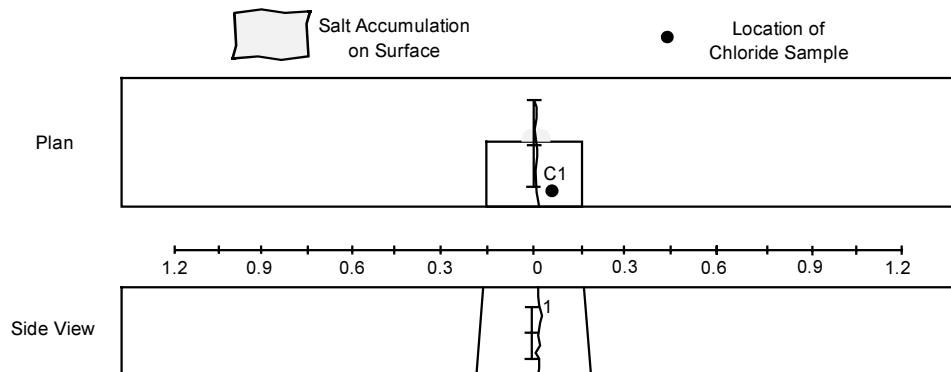 Salt Accumulation
on Surface
Location of
Chloride Sample
Plan
C1
1.2 0.9 0.6 0.3 0 0.3 0.6 0.9 1.2
1
Side View